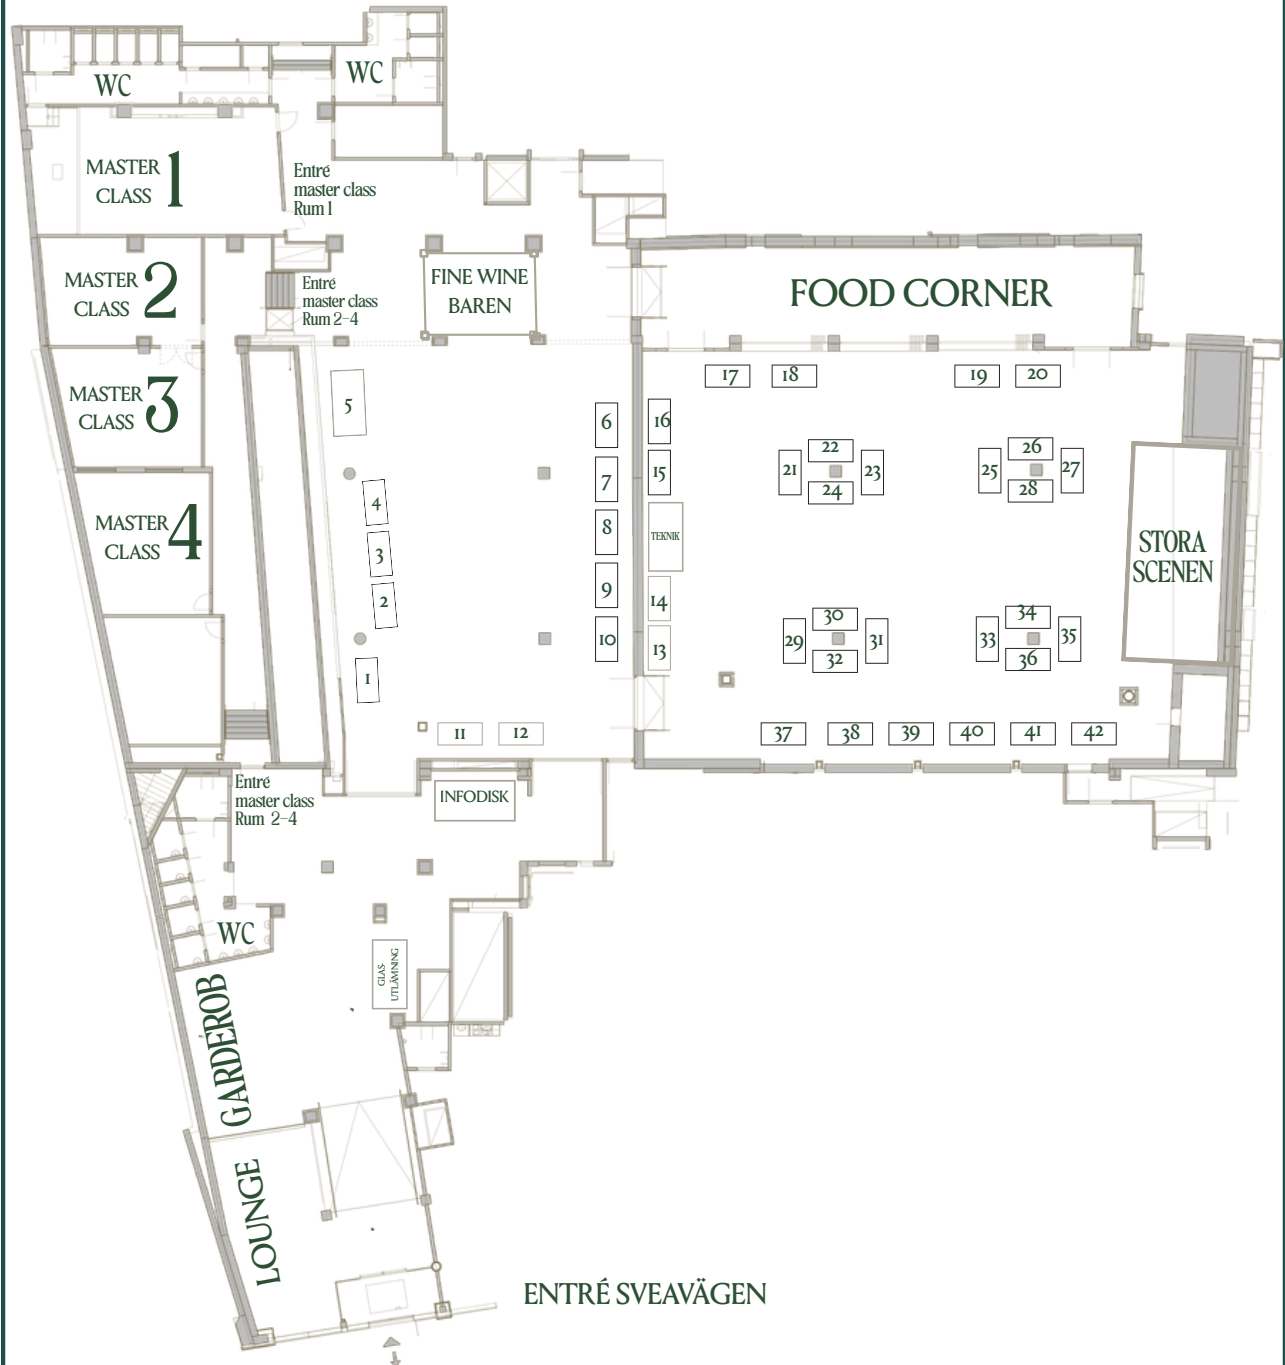 WC
WC
MASTER
CLASS
1
Entré
master class
Rum 1
MASTER
CLASS
2
Entré
master class
Rum 2-4
FINE WINE
BAREN
FOOD CORNER
MASTER
CLASS
3
MASTER
CLASS
4
5
4
3
2
1
6
7
8
9
10
11
12
16
15
TEKNIK
14
13
17
18
19
20
21
22
23
24
25
26
27
28
29
30
31
32
33
34
35
36
STORA
SCENEN
37
38
39
40
41
42
Entré
master class
Rum 2-4
INFODISK
WC
GLAS-
UTLÄMNING
GARDEROB
LOUNGE
ENTRÉ SVEAVÄGEN